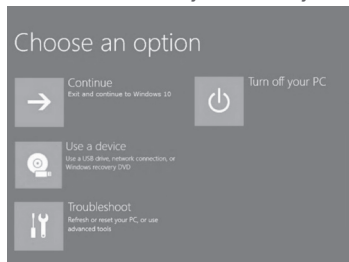 Choose an option
Continue
Exit and continue to Windows 10
Turn off your PC
Use a device
Use a USB drive, network connection, or
Windows recovery DVD
Troubleshoot
Refresh or reset your PC, or use
advanced tools